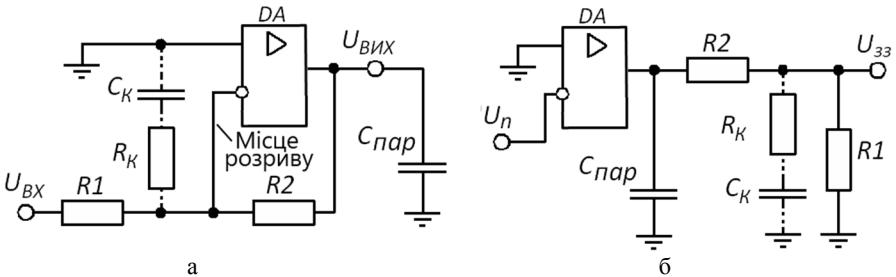 DA
U_ВИХ
C_К
R_К
Місце
розриву
C_пар
U_ВХ
R1
R2
а
DA
U_п
C_пар
R2
U_зз
R_К
C_К
R1
б